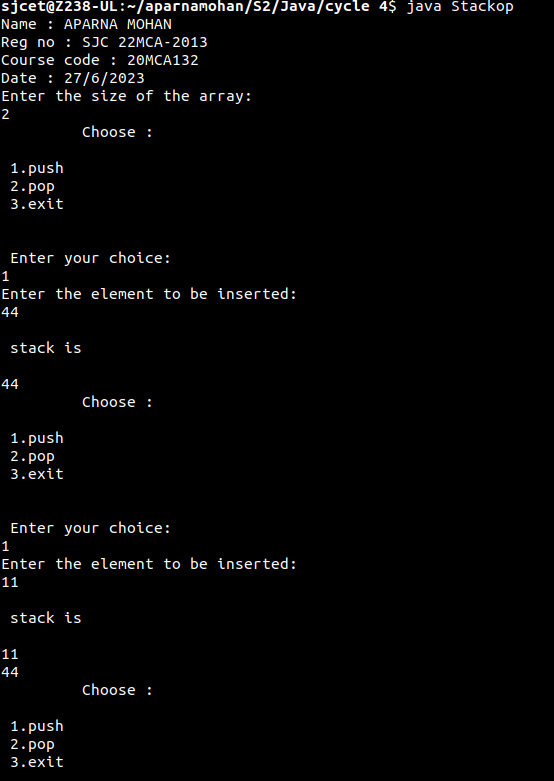 sjcet@Z238-UL:~/aparnamohan/S2/Java/cycle 4$ java Stackop
Name : APARNA MOHAN
Reg no : SJC 22MCA-2013
Course code : 20MCA132
Date : 27/6/2023
Enter the size of the array:
2
Choose :
1.push
2.pop
3.exit
Enter your choice:
1
Enter the element to be inserted:
44
stack is
44
Choose :
1.push
2.pop
3.exit
Enter your choice:
1
Enter the element to be inserted:
11
stack is
11
44
Choose :
1.push
2.pop
3.exit